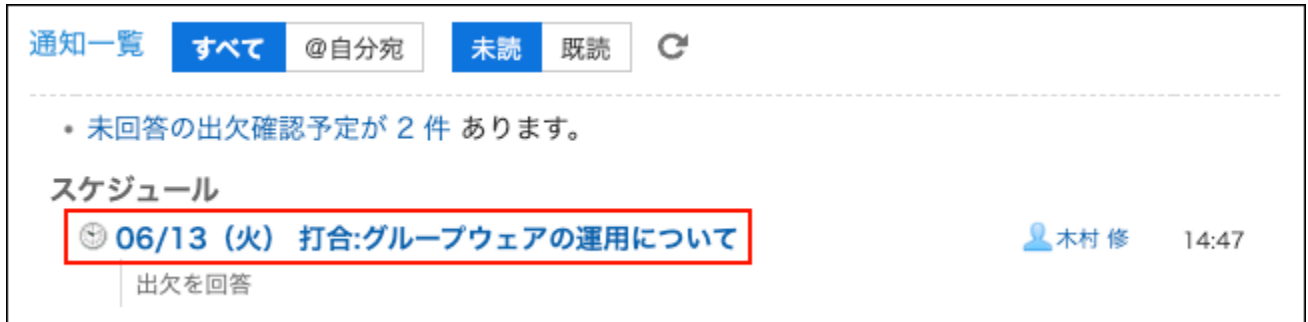 通知一覧 すべて @自分宛 未読 既読
・未回答の出欠確認予定が 2 件 あります。
スケジュール
06/13（火） 打合:グループウェアの運用について 木村 修 14:47
出欠を回答